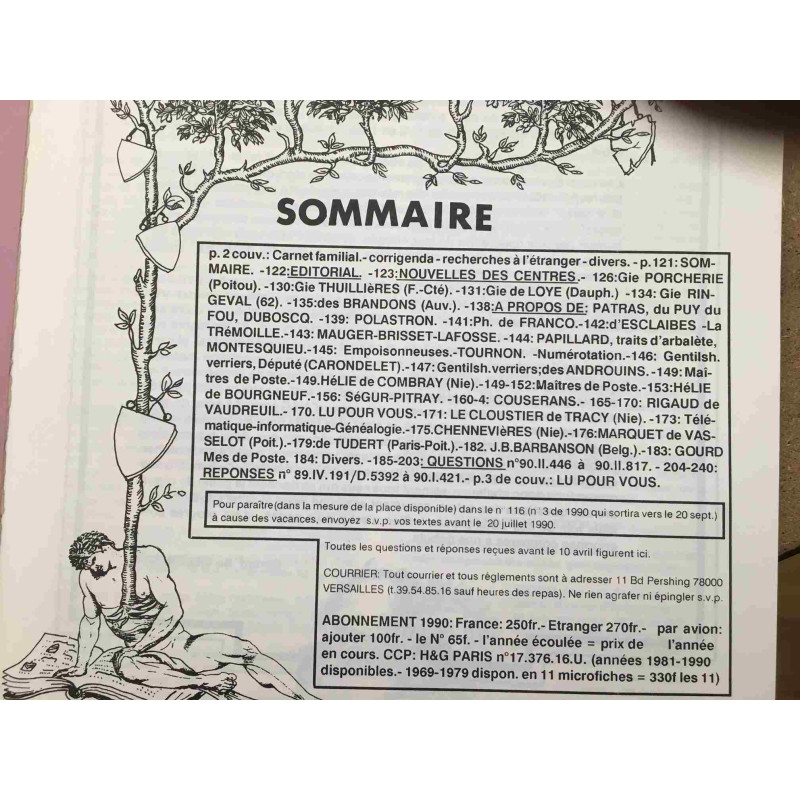 SOMMAIRE
p. 2 couv.: Carnet familial.- corrigenda - recherches à l'étranger - divers. - p.121: SOM-
MAIRE. -122:EDITORIAL. -123:NOUVELLES DES CENTRES.- 126:Gie PORCHERIE
(Poitou). -130:Gie THUILLIèRES (F.-Cté). -131:Gie de LOYE (Dauph.) -134: Gie RIN-
GEVAL (62). -135:des BRANDONS (Auv.). -138:A PROPOS DE: PATRAS, du PUY du
FOU, DUBOSCQ. -139: POLASTRON. -141:Ph. de FRANCO.-142:d'ESCLAIBES -La
TRéMOILLE.-143: MAUGER-BRISSET-LAFOSSE. -144: PAPILLARD, traits d'arbalète,
MONTESQUIEU.-145: Empoisonneuses.-TOURNON. -Numérotation.-146: Gentilsh.
verriers, Député (CARONDELET).-147:Gentilsh.verriers;des ANDROUINS. -149:Maî-
tres de Poste.-149.HéLIE de COMBRAY (Nie).-149-152:Maîtres de Poste.-153:HéLIE
de BOURGNEUF.-156: SéGUR-PITRAY. -160-4: COUSERANS.- 165-170: RIGAUD de
VAUDREUIL.- 170. LU POUR VOUS.-171: LE CLOUSTIER de TRACY (Nie). -173: Télé-
matique-informatique-Généalogie.-175.CHENNEVIèRES (Nie).-176:MARQUET de VAS-
SELOT (Poit.).-179:de TUDERT (Paris-Poit.).-182. J.B.BARBANSON (Belg.).-183: GOURD
Mes de Poste. 184: Divers. -185-203: QUESTIONS n°90.II.446 à 90.II.817. - 204-240:
REPONSES n° 89.IV.191/D.5392 à 90.I.421.- p.3 de couv.: LU POUR VOUS.
Pour paraître(dans la mesure de la place disponible) dans le n° 116 (n°3 de 1990 qui sortira vers le 20 sept.)
à cause des vacances, envoyez s.v.p. vos textes avant le 20 juillet 1990.
Toutes les questions et réponses reçues avant le 10 avril figurent ici.
COURRIER: Tout courrier et tous règlements sont à adresser 11 Bd Pershing 78000
VERSAILLES (t.39.54.85.16 sauf heures des repas). Ne rien agrafer ni épingler s.v.p.
ABONNEMENT 1990: France: 250fr.- Etranger 270fr.- par avion:
ajouter 100fr. - le N° 65f. - l'année écoulée = prix de l'année
en cours. CCP: H&G PARIS n°17.376.16.U. (années 1981-1990
disponibles.- 1969-1979 dispon. en 11 microfiches = 330f les 11)